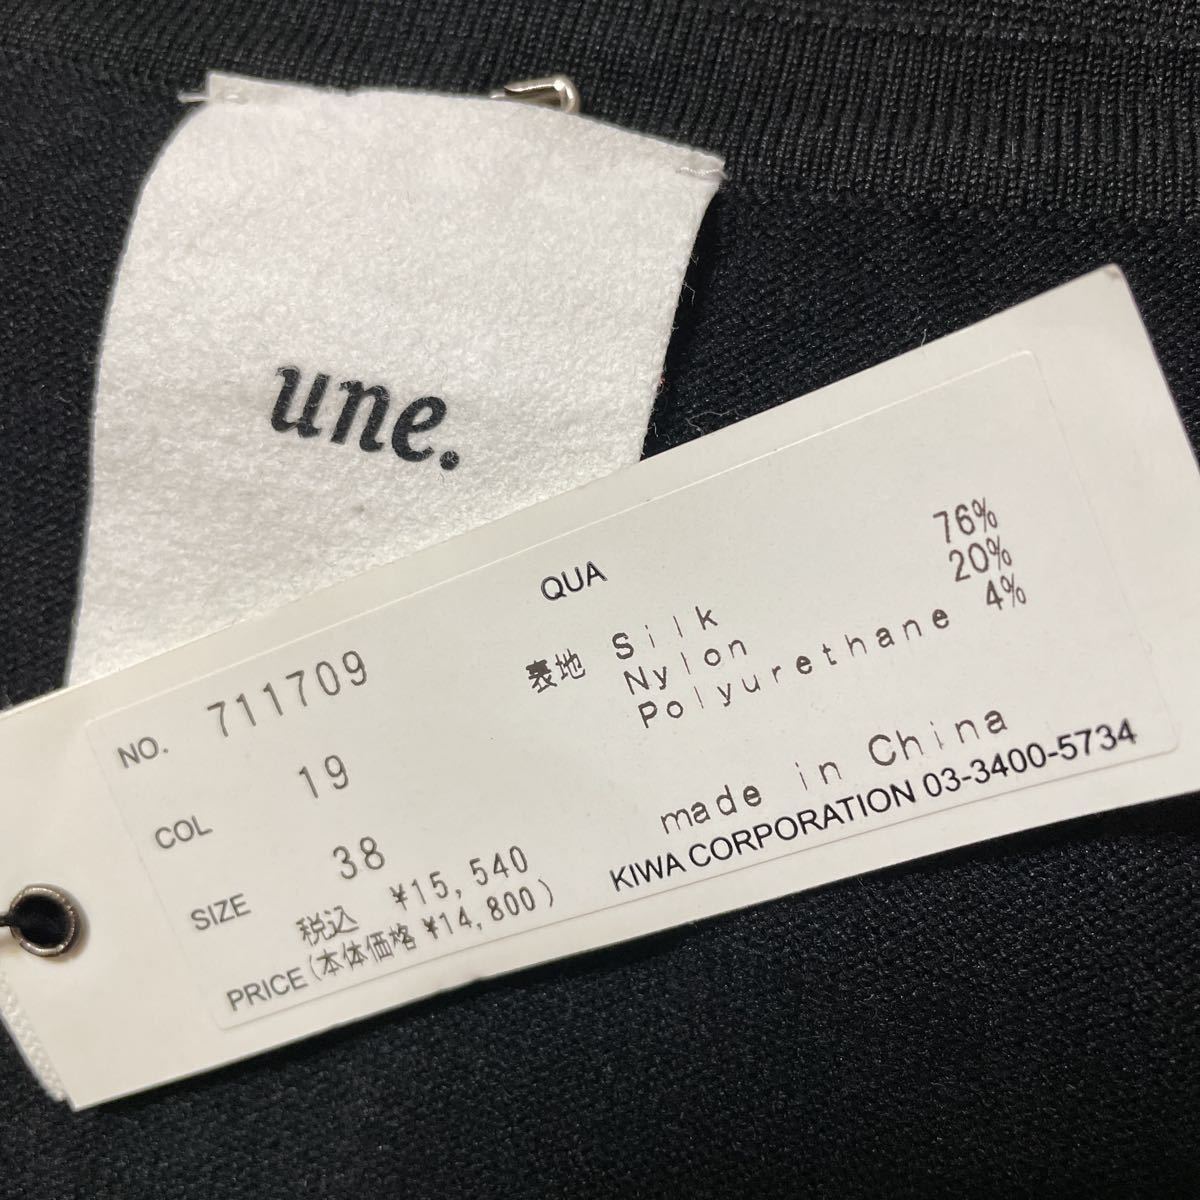 une.
NO. 711709
COL 19
SIZE 38
税込 ¥15,540
PRICE (本体価格 ¥14,800)
QUA
表地 Silk 76%
Nylon 20%
Polyurethane 4%
made in China
KIWA CORPORATION 03-3400-5734